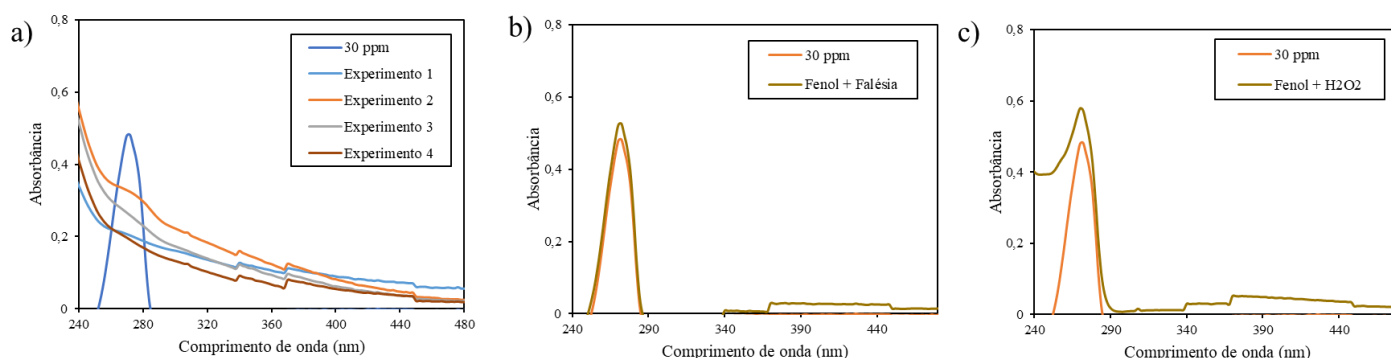 a)
0,8
0,6
0,4
0,2
0
Absorbância
30 ppm
Experimento 1
Experimento 2
Experimento 3
Experimento 4
240 280 320 360 400 440 480
Comprimento de onda (nm)
b)
0,8
0,6
0,4
0,2
0
Absorbância
30 ppm
Fenol + Falésia
240 290 340 390 440
Comprimento de onda (nm)
c)
0,8
0,6
0,4
0,2
0
Absorbância
30 ppm
Fenol + H2O2
240 290 340 390 440
Comprimento de onda (nm)